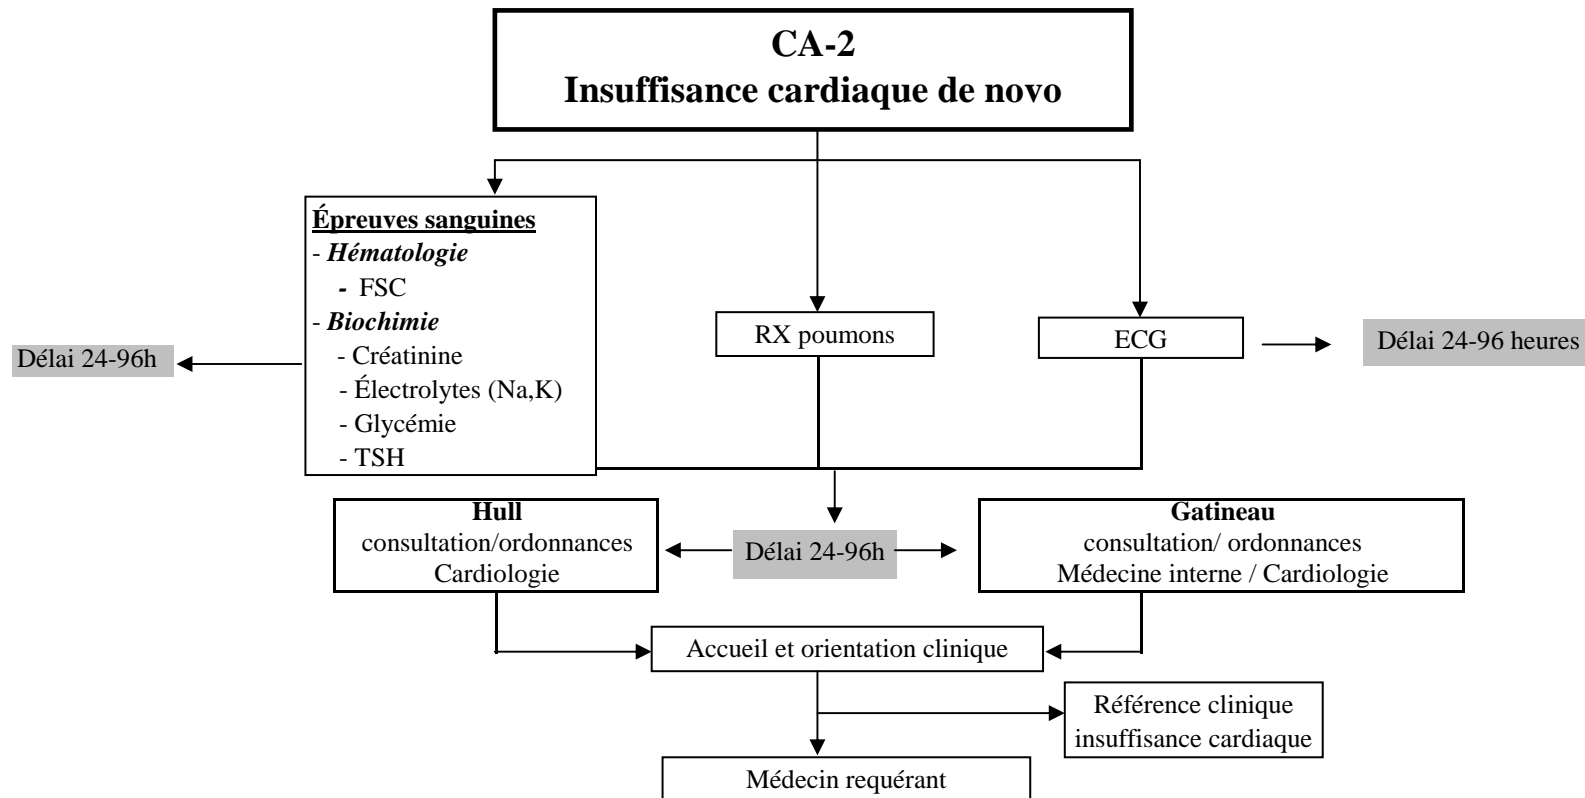 CA-2
Insuffisance cardiaque de novo
Épreuves sanguines
- Hématologie
- FSC
- Biochimie
- Créatinine
- Électrolytes (Na,K)
- Glycémie
- TSH
RX poumons
ECG
Délai 24-96h
Délai 24-96 heures
Hull
consultation/ordonnances
Cardiologie
Délai 24-96h
Gatineau
consultation/ ordonnances
Médecine interne / Cardiologie
Accueil et orientation clinique
Référence clinique
insuffisance cardiaque
Médecin requérant